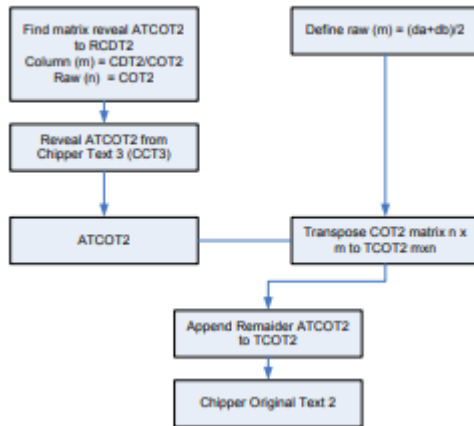 Find matrix reveal ATCOT2
to RCDT2
Column (m) = CDT2/COT2
Raw (n) = COT2
Define raw (m) = (da+db)/2
Reveal ATCOT2 from
Chipper Text 3 (CCT3)
ATCOT2
Transpose COT2 matrix n x
m to TCOT2 mxn
Append Remaider ATCOT2
to TCOT2
Chipper Original Text 2